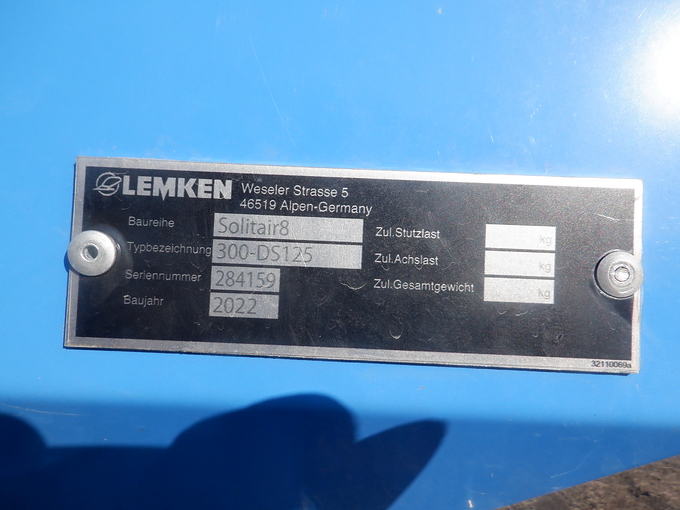 LEMKEN Weseler Strasse 5
46519 Alpen-Germany
Baureihe Solitair8 Zul.Stutzlast kg
Typbezeichnung 300-DS125 Zul.Achslast kg
Seriennummer 284159 Zul.Gesamtgewicht kg
Baujahr 2022
32110069a